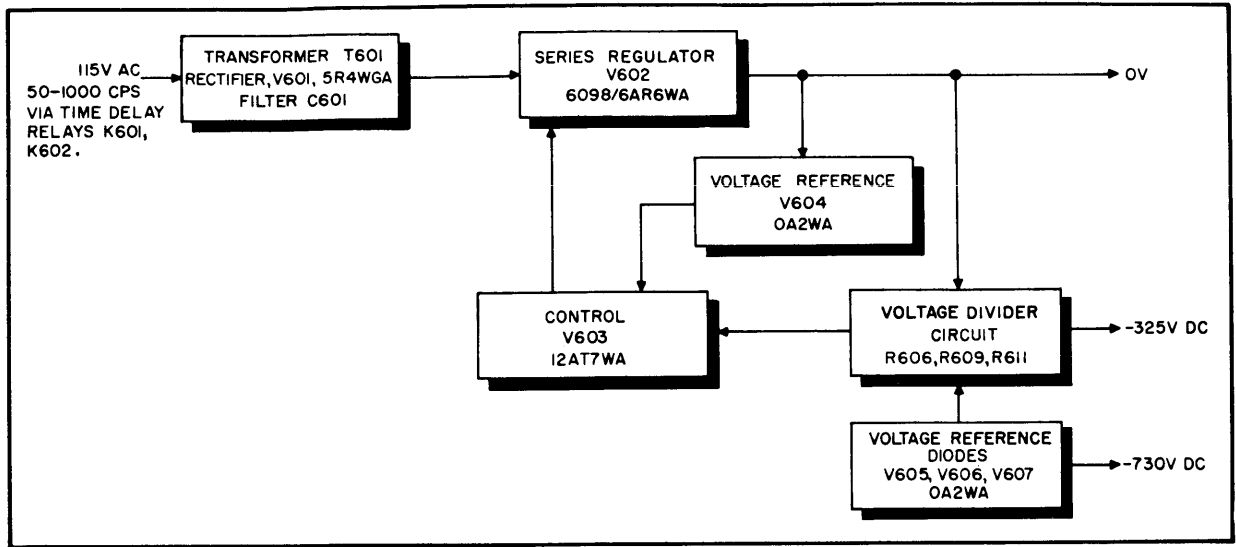 115V AC
50-1000 CPS
VIA TIME DELAY
RELAYS K601,
K602.
TRANSFORMER T601
RECTIFIER, V601, 5R4WGA
FILTER C601
SERIES REGULATOR
V602
6098/6AR6WA
0V
VOLTAGE REFERENCE
V604
0A2WA
CONTROL
V603
12AT7WA
VOLTAGE DIVIDER
CIRCUIT
R606, R609, R611
-325V DC
VOLTAGE REFERENCE
DIODES
V605, V606, V607
0A2WA
-730V DC